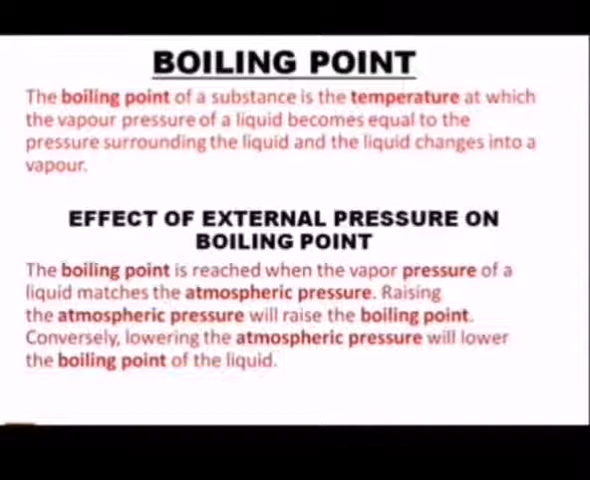 BOILING POINT
The boiling point of a substance is the temperature at which
the vapour pressure of a liquid becomes equal to the
pressure surrounding the liquid and the liquid changes into a
vapour.
EFFECT OF EXTERNAL PRESSURE ON
BOILING POINT
The boiling point is reached when the vapor pressure of a
liquid matches the atmospheric pressure. Raising
the atmospheric pressure will raise the boiling point.
Conversely, lowering the atmospheric pressure will lower
the boiling point of the liquid.